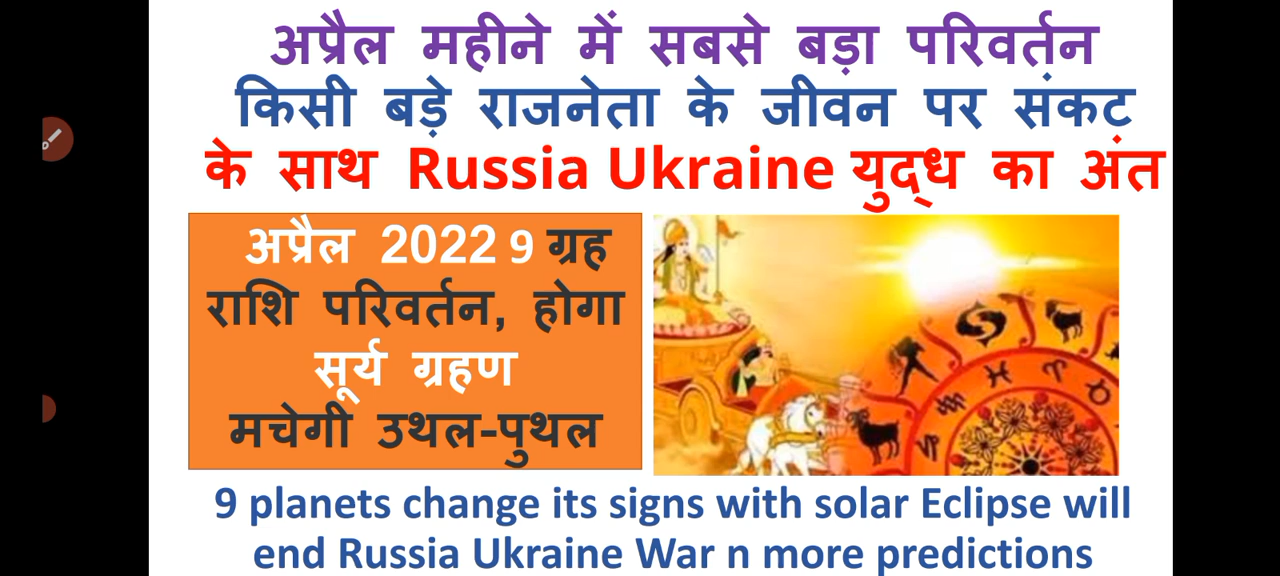 अप्रैल महीने में सबसे बड़ा परिवर्तन
किसी बड़े राजनेता के जीवन पर संकट
के साथ Russia Ukraine युद्ध का अंत
अप्रैल 2022 9 ग्रह
राशि परिवर्तन, होगा
सूर्य ग्रहण
मचेगी उथल-पुथल
9 planets change its signs with solar Eclipse will
end Russia Ukraine War n more predictions